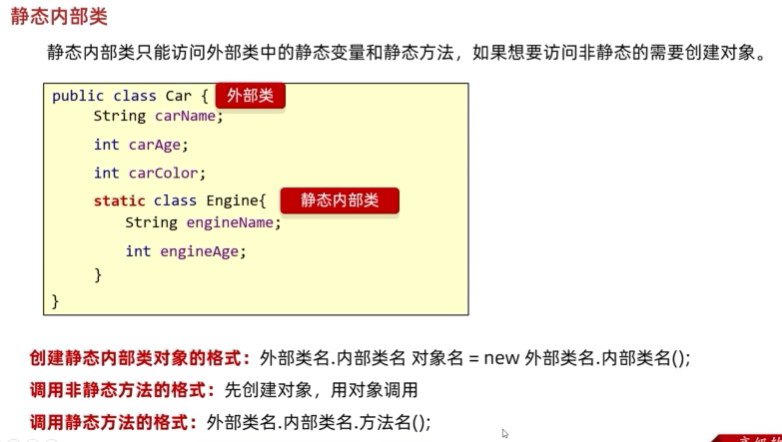 静态内部类
静态内部类只能访问外部类中的静态变量和静态方法，如果想要访问非静态的需要创建对象。
public class Car { 外部类
String carName;
int carAge;
int carColor;
static class Engine{ 静态内部类
String engineName;
int engineAge;
}
}
创建静态内部类对象的格式：外部类名.内部类名 对象名 = new 外部类名.内部类名();
调用非静态方法的格式：先创建对象，用对象调用
调用静态方法的格式：外部类名.内部类名.方法名();